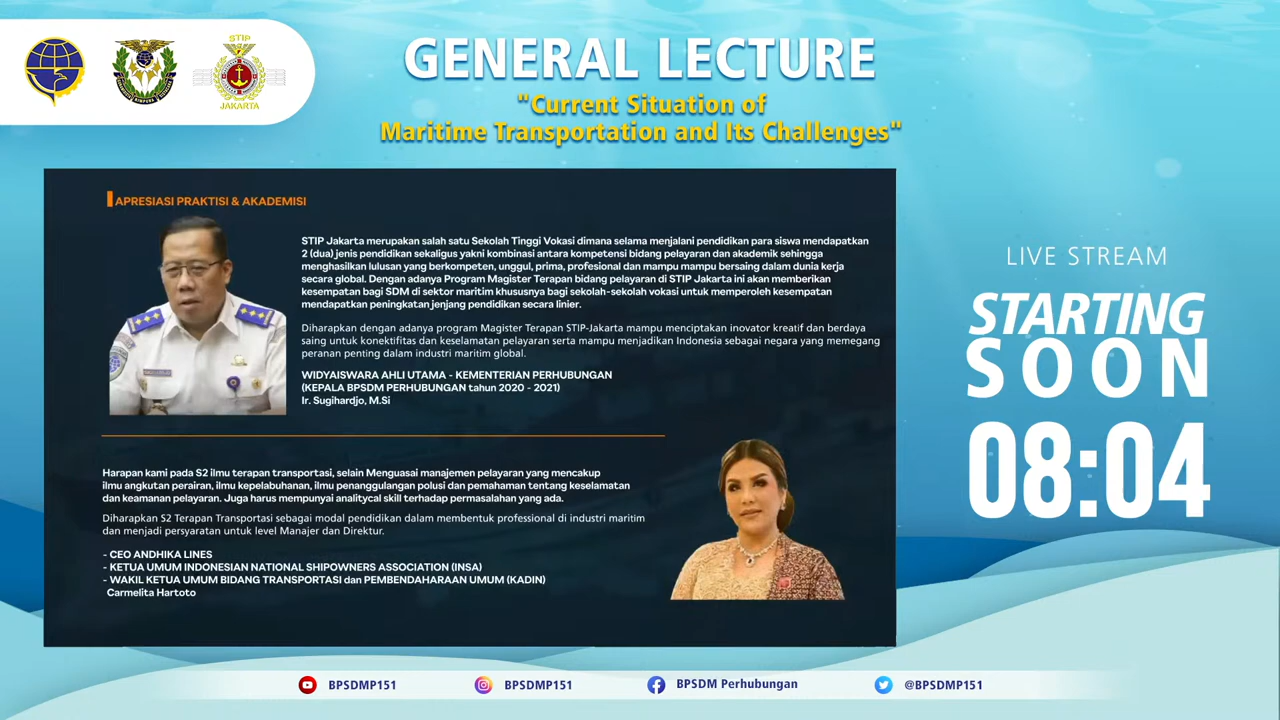 STIP
JAKARTA
GENERAL LECTURE
"Current Situation of
Maritime Transportation and Its Challenges"
APRESIASI PRAKTISI & AKADEMISI
STIP Jakarta merupakan salah satu Sekolah Tinggi Vokasi dimana selama menjalani pendidikan para siswa mendapatkan
2 (dua) jenis pendidikan sekaligus yakni kombinasi antara kompetensi bidang pelayaran dan akademik sehingga
menghasilkan lulusan yang berkompeten, unggul, prima, profesional dan mampu mampu bersaing dalam dunia kerja
secara global. Dengan adanya Program Magister Terapan bidang pelayaran di STIP Jakarta ini akan memberikan
kesempatan bagi SDM di sektor maritim khususnya bagi sekolah-sekolah vokasi untuk memperoleh kesempatan
mendapatkan peningkatan jenjang pendidikan secara linier.
Diharapkan dengan adanya program Magister Terapan STIP-Jakarta mampu menciptakan inovator kreatif dan berdaya
saing untuk konektifitas dan keselamatan pelayaran serta mampu menjadikan Indonesia sebagai negara yang memegang
peranan penting dalam industri maritim global.
WIDYAISWARA AHLI UTAMA - KEMENTERIAN PERHUBUNGAN
(KEPALA BPSDM PERHUBUNGAN tahun 2020 - 2021)
Ir. Sugihardjo, M.Si
Harapan kami pada S2 ilmu terapan transportasi, selain Menguasai manajemen pelayaran yang mencakup
ilmu angkutan perairan, ilmu kepelabuhanan, ilmu penanggulangan polusi dan pemahaman tentang keselamatan
dan keamanan pelayaran. Juga harus mempunyai analitycal skill terhadap permasalahan yang ada.
Diharapkan S2 Terapan Transportasi sebagai modal pendidikan dalam membentuk professional di industri maritim
dan menjadi persyaratan untuk level Manajer dan Direktur.
- CEO ANDHIKA LINES
- KETUA UMUM INDONESIAN NATIONAL SHIPOWNERS ASSOCIATION (INSA)
- WAKIL KETUA UMUM BIDANG TRANSPORTASI dan PEMBENDAHARAAN UMUM (KADIN)
Carmelita Hartoto
LIVE STREAM
STARTING
SOON
08:04
BPSDMP151
BPSDMP151
BPSDM Perhubungan
@BPSDMP151